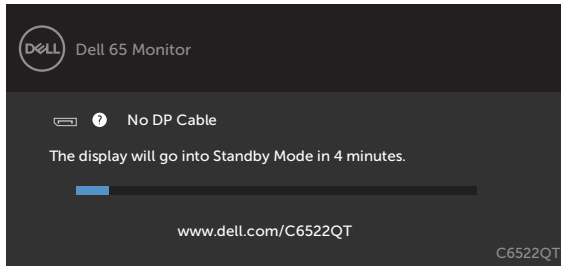 DELL Dell 65 Monitor
? No DP Cable
The display will go into Standby Mode in 4 minutes.
www.dell.com/C6522QT
C6522QT